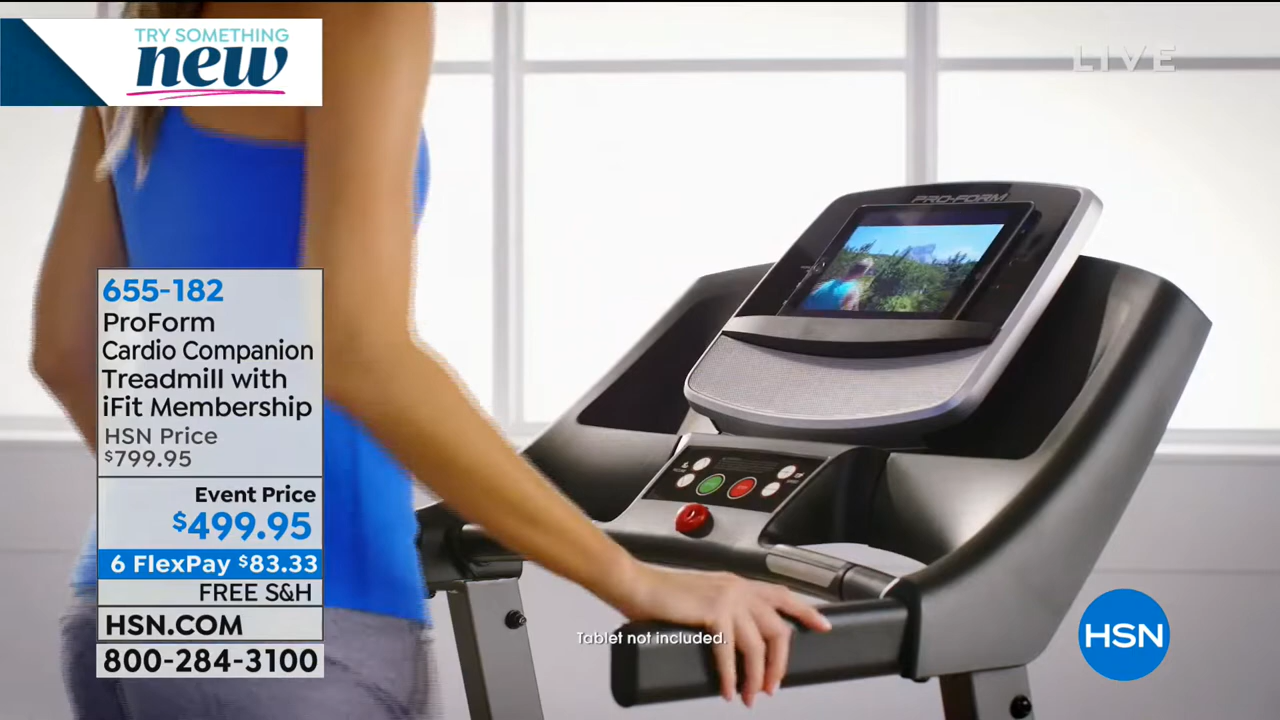 TRY SOMETHING
new
LIVE
PRO-FORM
655-182
ProForm
Cardio Companion
Treadmill with
iFit Membership
HSN Price
$799.95
Event Price
$499.95
6 FlexPay $83.33
FREE S&H
HSN.COM
800-284-3100
Tablet not included.
HSN